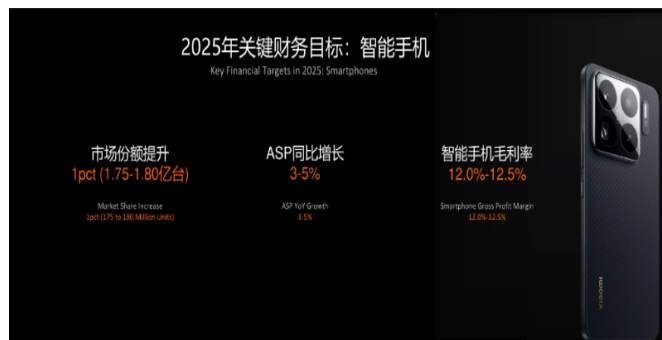 2025年关键财务目标：智能手机
Key Financial Targets in 2025: Smartphones
市场份额提升
1pct (1.75-1.80亿台)
Market Share Increase
1pct (175 to 180 Million Units)
ASP同比增长
3-5%
ASP YoY Growth
3-5%
智能手机毛利率
12.0%-12.5%
Smartphone Gross Profit Margin
12.0%-12.5%
XIAOMI